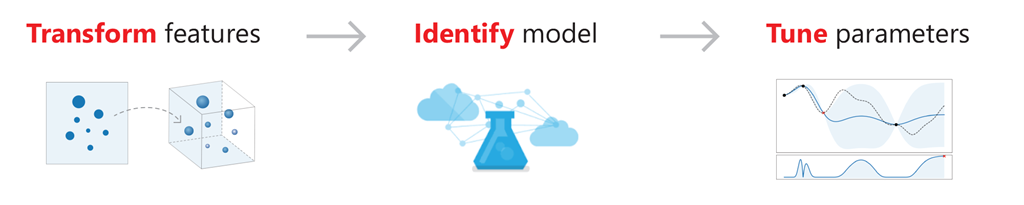 Transform features
Identify model
Tune parameters